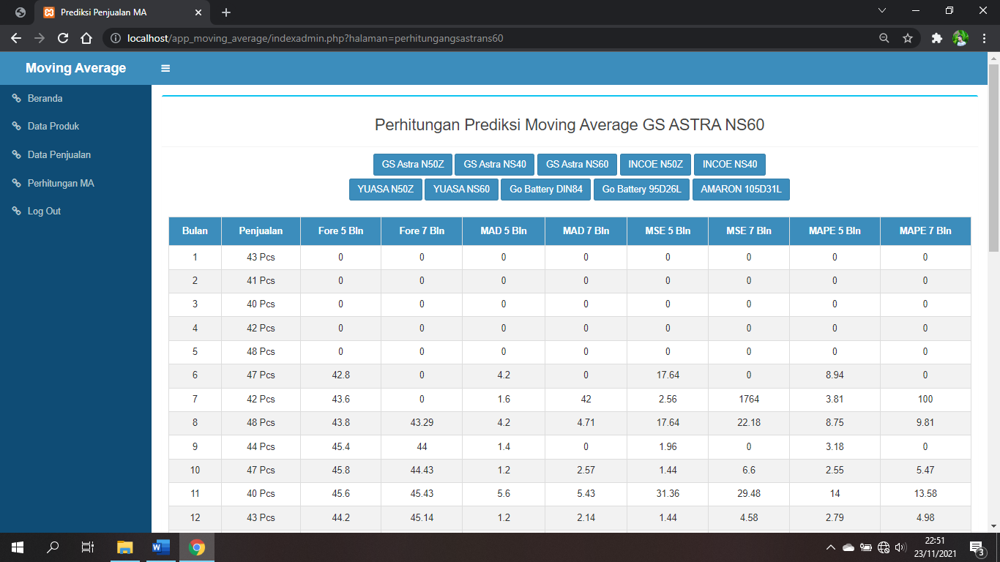 Prediksi Penjualan MA
localhost/app_moving_average/indexadmin.php?halaman=perhitungangsastrans60
Moving Average
Beranda
Data Produk
Data Penjualan
Perhitungan MA
Log Out
Perhitungan Prediksi Moving Average GS ASTRA NS60
GS Astra N50Z GS Astra NS40 GS Astra NS60 INCOE N50Z INCOE NS40
YUASA N50Z YUASA NS60 Go Battery DIN84 Go Battery 95D26L AMARON 105D31L
Bulan Penjualan Fore 5 Bln Fore 7 Bln MAD 5 Bln MAD 7 Bln MSE 5 Bln MSE 7 Bln MAPE 5 Bln MAPE 7 Bln
1 43 Pcs 0 0 0 0 0 0 0 0
2 41 Pcs 0 0 0 0 0 0 0 0
3 40 Pcs 0 0 0 0 0 0 0 0
4 42 Pcs 0 0 0 0 0 0 0 0
5 48 Pcs 0 0 0 0 0 0 0 0
6 47 Pcs 42.8 0 4.2 0 17.64 0 8.94 0
7 42 Pcs 43.6 0 1.6 42 2.56 1764 3.81 100
8 48 Pcs 43.8 43.29 4.2 4.71 17.64 22.18 8.75 9.81
9 44 Pcs 45.4 44 1.4 0 1.96 0 3.18 0
10 47 Pcs 45.8 44.43 1.2 2.57 1.44 6.6 2.55 5.47
11 40 Pcs 45.6 45.43 5.6 5.43 31.36 29.48 14 13.58
12 43 Pcs 44.2 45.14 1.2 2.14 1.44 4.58 2.79 4.98
22:51
23/11/2021
3